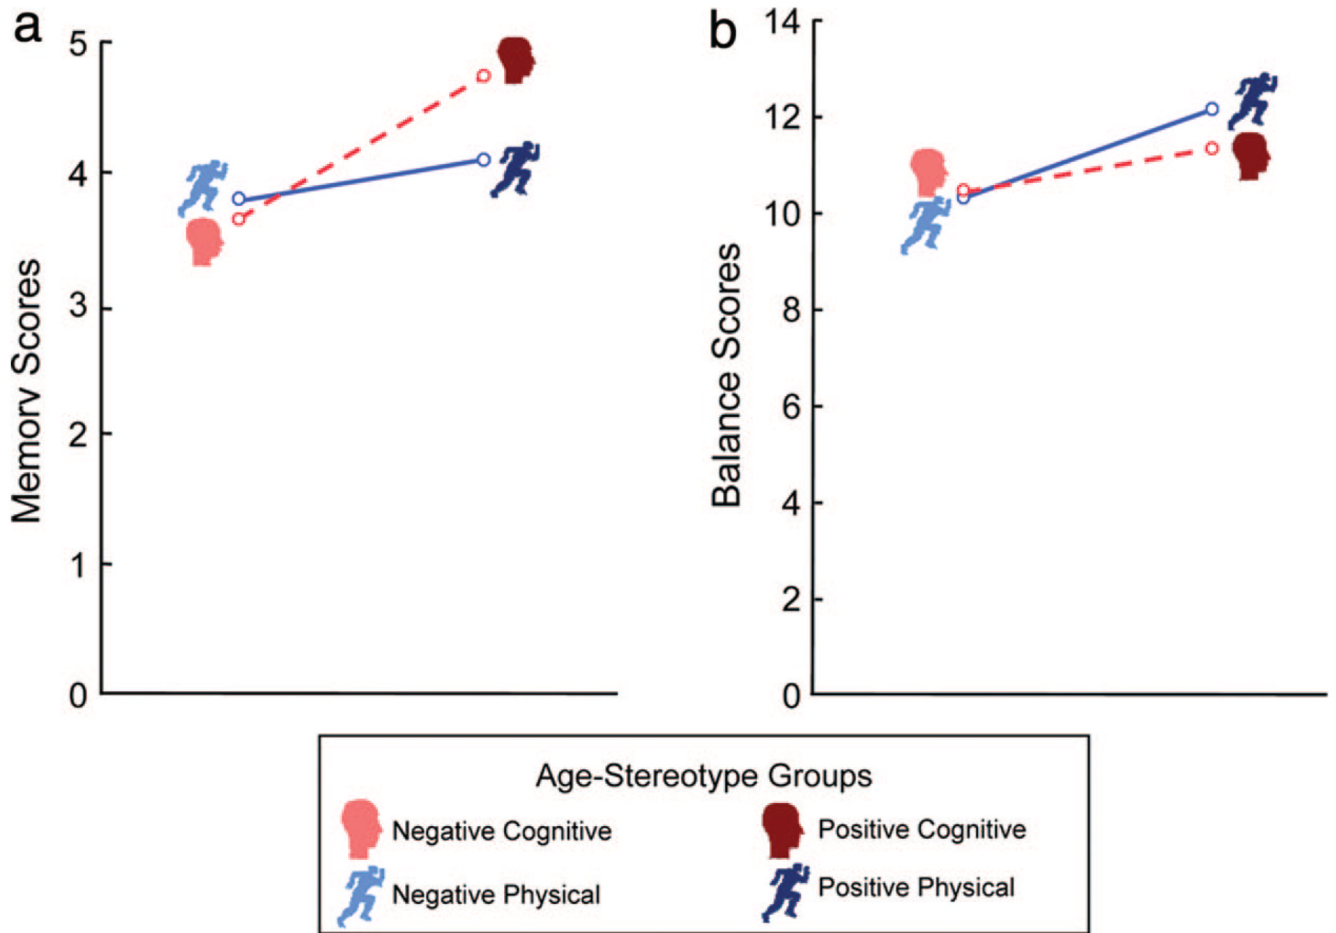 a
5
4
3
2
1
0
Memory Scores
b
14
12
10
8
6
4
2
0
Balance Scores
Age-Stereotype Groups
Negative Cognitive
Positive Cognitive
Negative Physical
Positive Physical